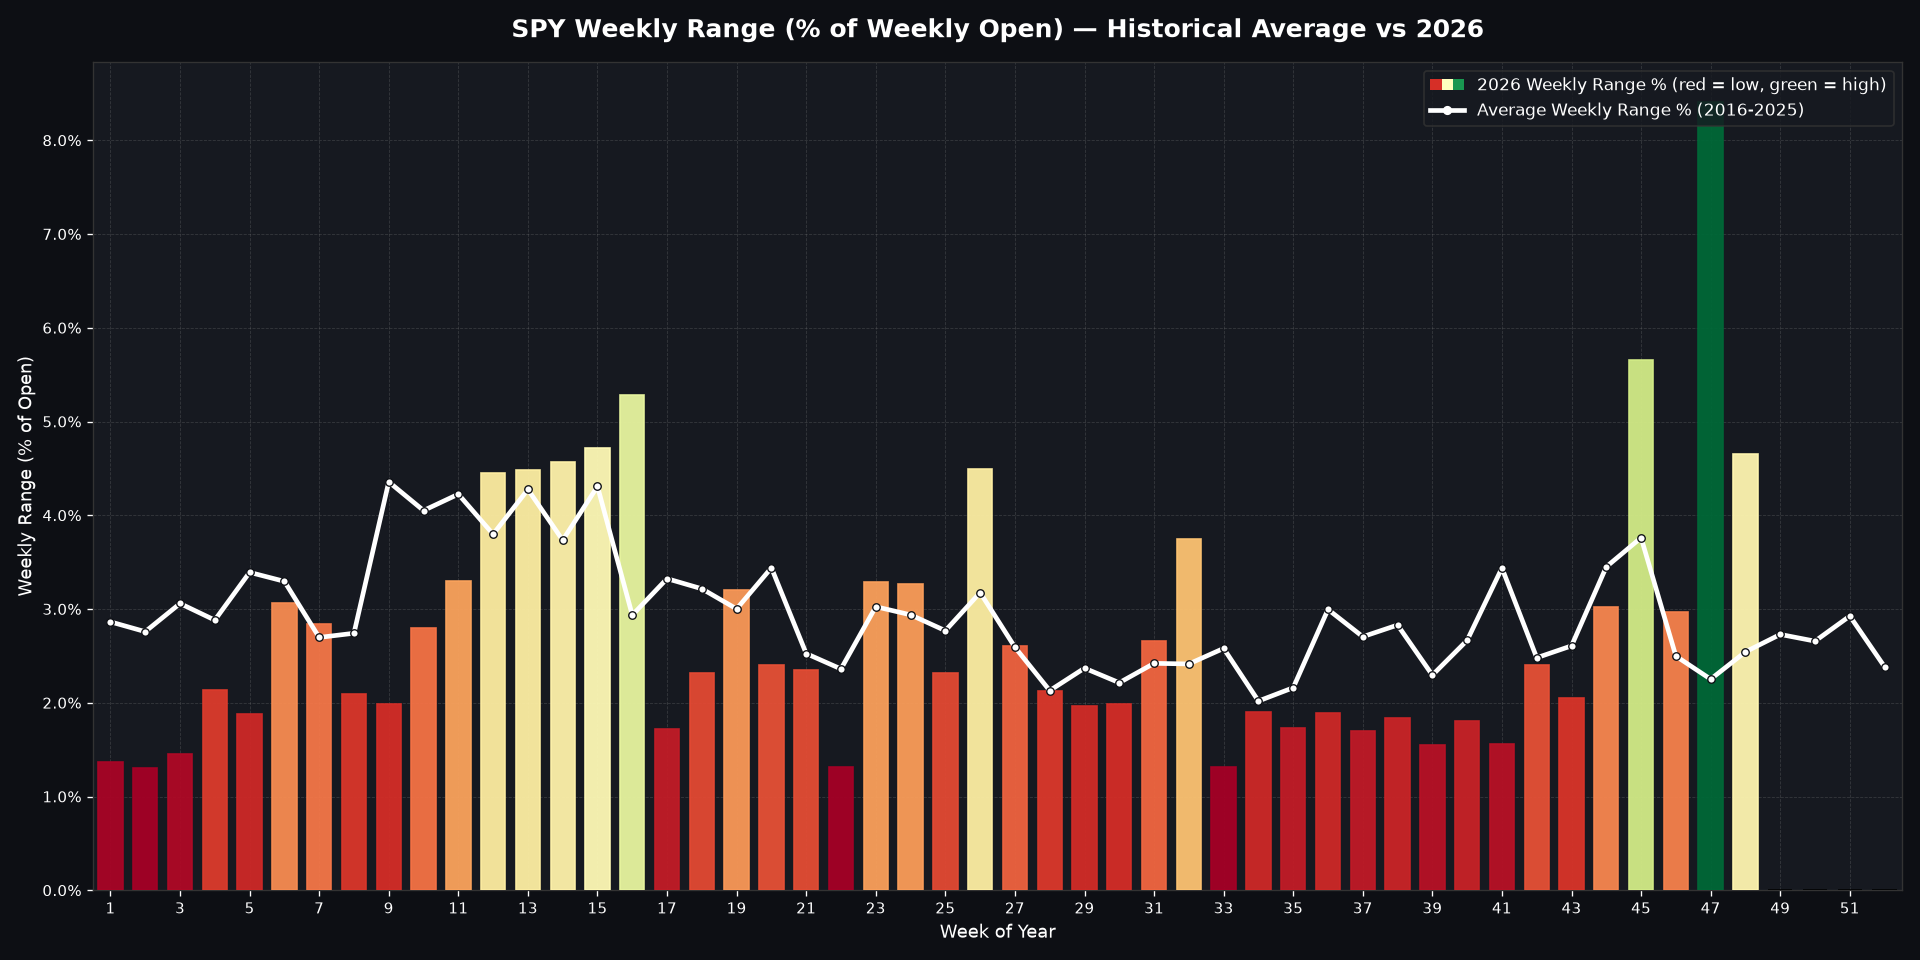 SPY Weekly Range (% of Weekly Open) — Historical Average vs 2026
2026 Weekly Range % (red = low, green = high)
Average Weekly Range % (2016-2025)
Weekly Range (% of Open)
8.0%
7.0%
6.0%
5.0%
4.0%
3.0%
2.0%
1.0%
0.0%
1 3 5 7 9 11 13 15 17 19 21 23 25 27 29 31 33 35 37 39 41 43 45 47 49 51
Week of Year